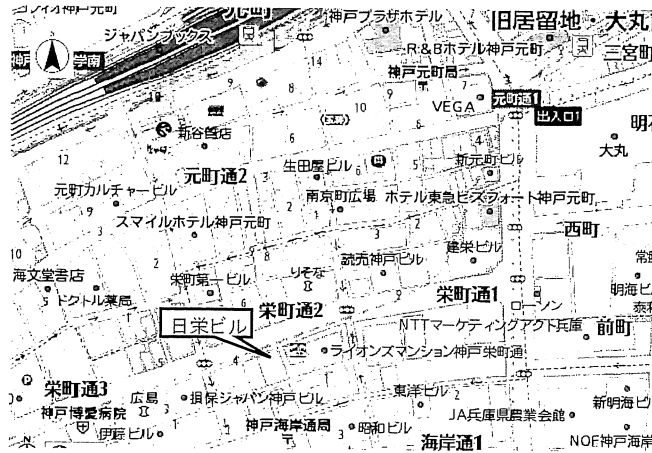 元町
神戸プラザホテル
旧居留地・大丸
ジャパンブックス
R&Bホテル神戸元町
三宮町
神戸元町局
VEGA
元町通1
出入口1
大丸
新谷酉店
生田屋ビル
新元町ビル
元町通2
元町カルチャービル
南京町広場
ホテル東急ビズフォート神戸元町
スマイルホテル神戸元町
西町
建栄ビル
読売神戸ビル
りそな
海文堂書店
ドクトル薬局
栄町第一ビル
栄町通2
栄町通1
ローソン
明海ビ
日栄ビル
NTTマーケティングアクト兵庫
前町
ライオンズマンション神戸栄町通
栄町通3
広島
損保ジャパン神戸ビル
東洋ビル
新明海ビ
神戸博愛病院
JA兵庫県農業会館
伊藤ビル
神戸海岸通局
昭和ビル
海岸通1
NOF神戸海岸